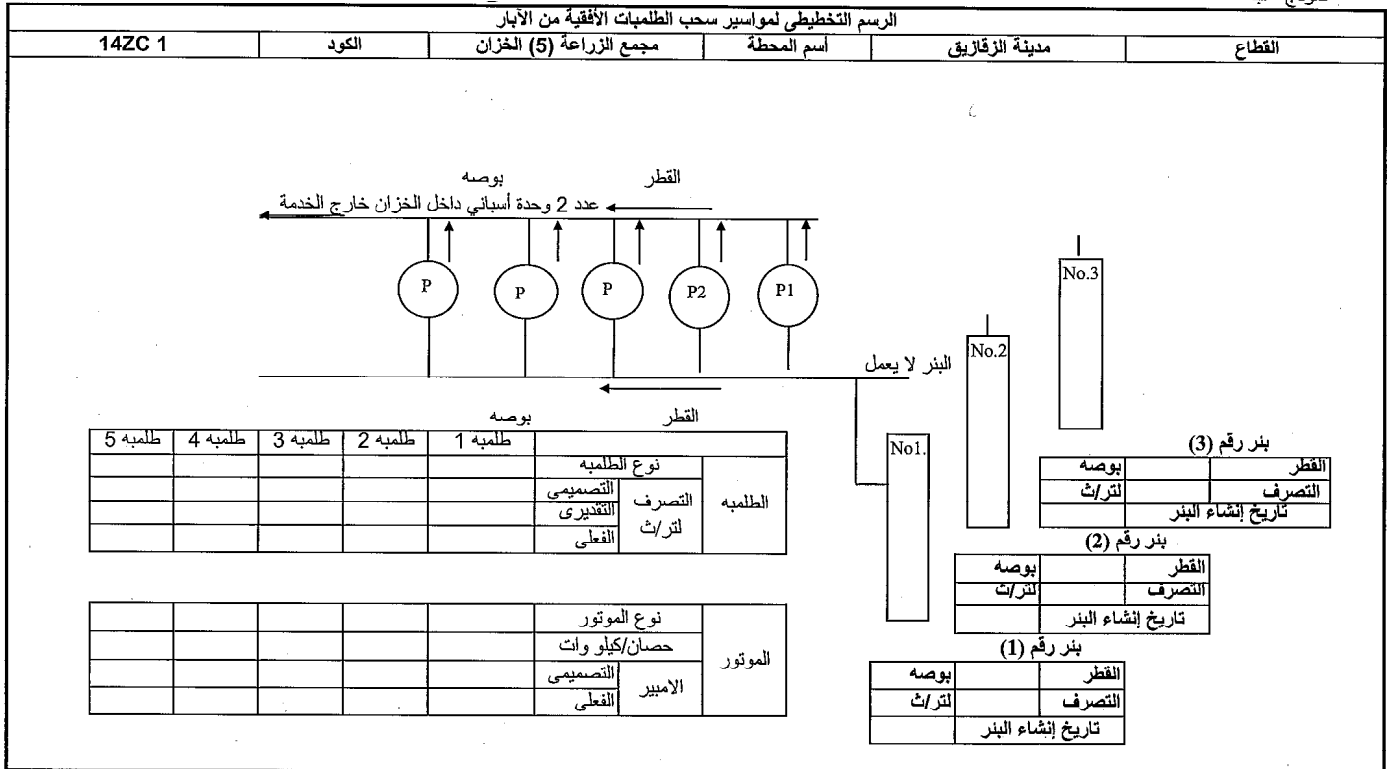 الرسم التخطيطى لمواسير سحب الطلمبات الأفقية من الآبار
القطاع مدينة الزقازيق أسم المحطة مجمع الزراعة (5) الخزان الكود 14ZC 1
القطر بوصه
عدد 2 وحدة أسباني داخل الخزان خارج الخدمة
P P P P2 P1
No.3
No.2
البئر لا يعمل
القطر بوصه
No1.
طلمبه 1 طلمبه 2 طلمبه 3 طلمبه 4 طلمبه 5
الطلمبه
نوع الطلمبه
التصرف لتر/ث
التصميمى
التقديرى
الفعلى
الموتور
نوع الموتور
حصان/كيلو وات
الامبير
التصميمى
الفعلى
بئر رقم (3)
القطر بوصه
التصرف لتر/ث
تاريخ إنشاء البئر
بئر رقم (2)
القطر بوصه
التصرف لتر/ث
تاريخ إنشاء البئر
بئر رقم (1)
القطر بوصه
التصرف لتر/ث
تاريخ إنشاء البئر